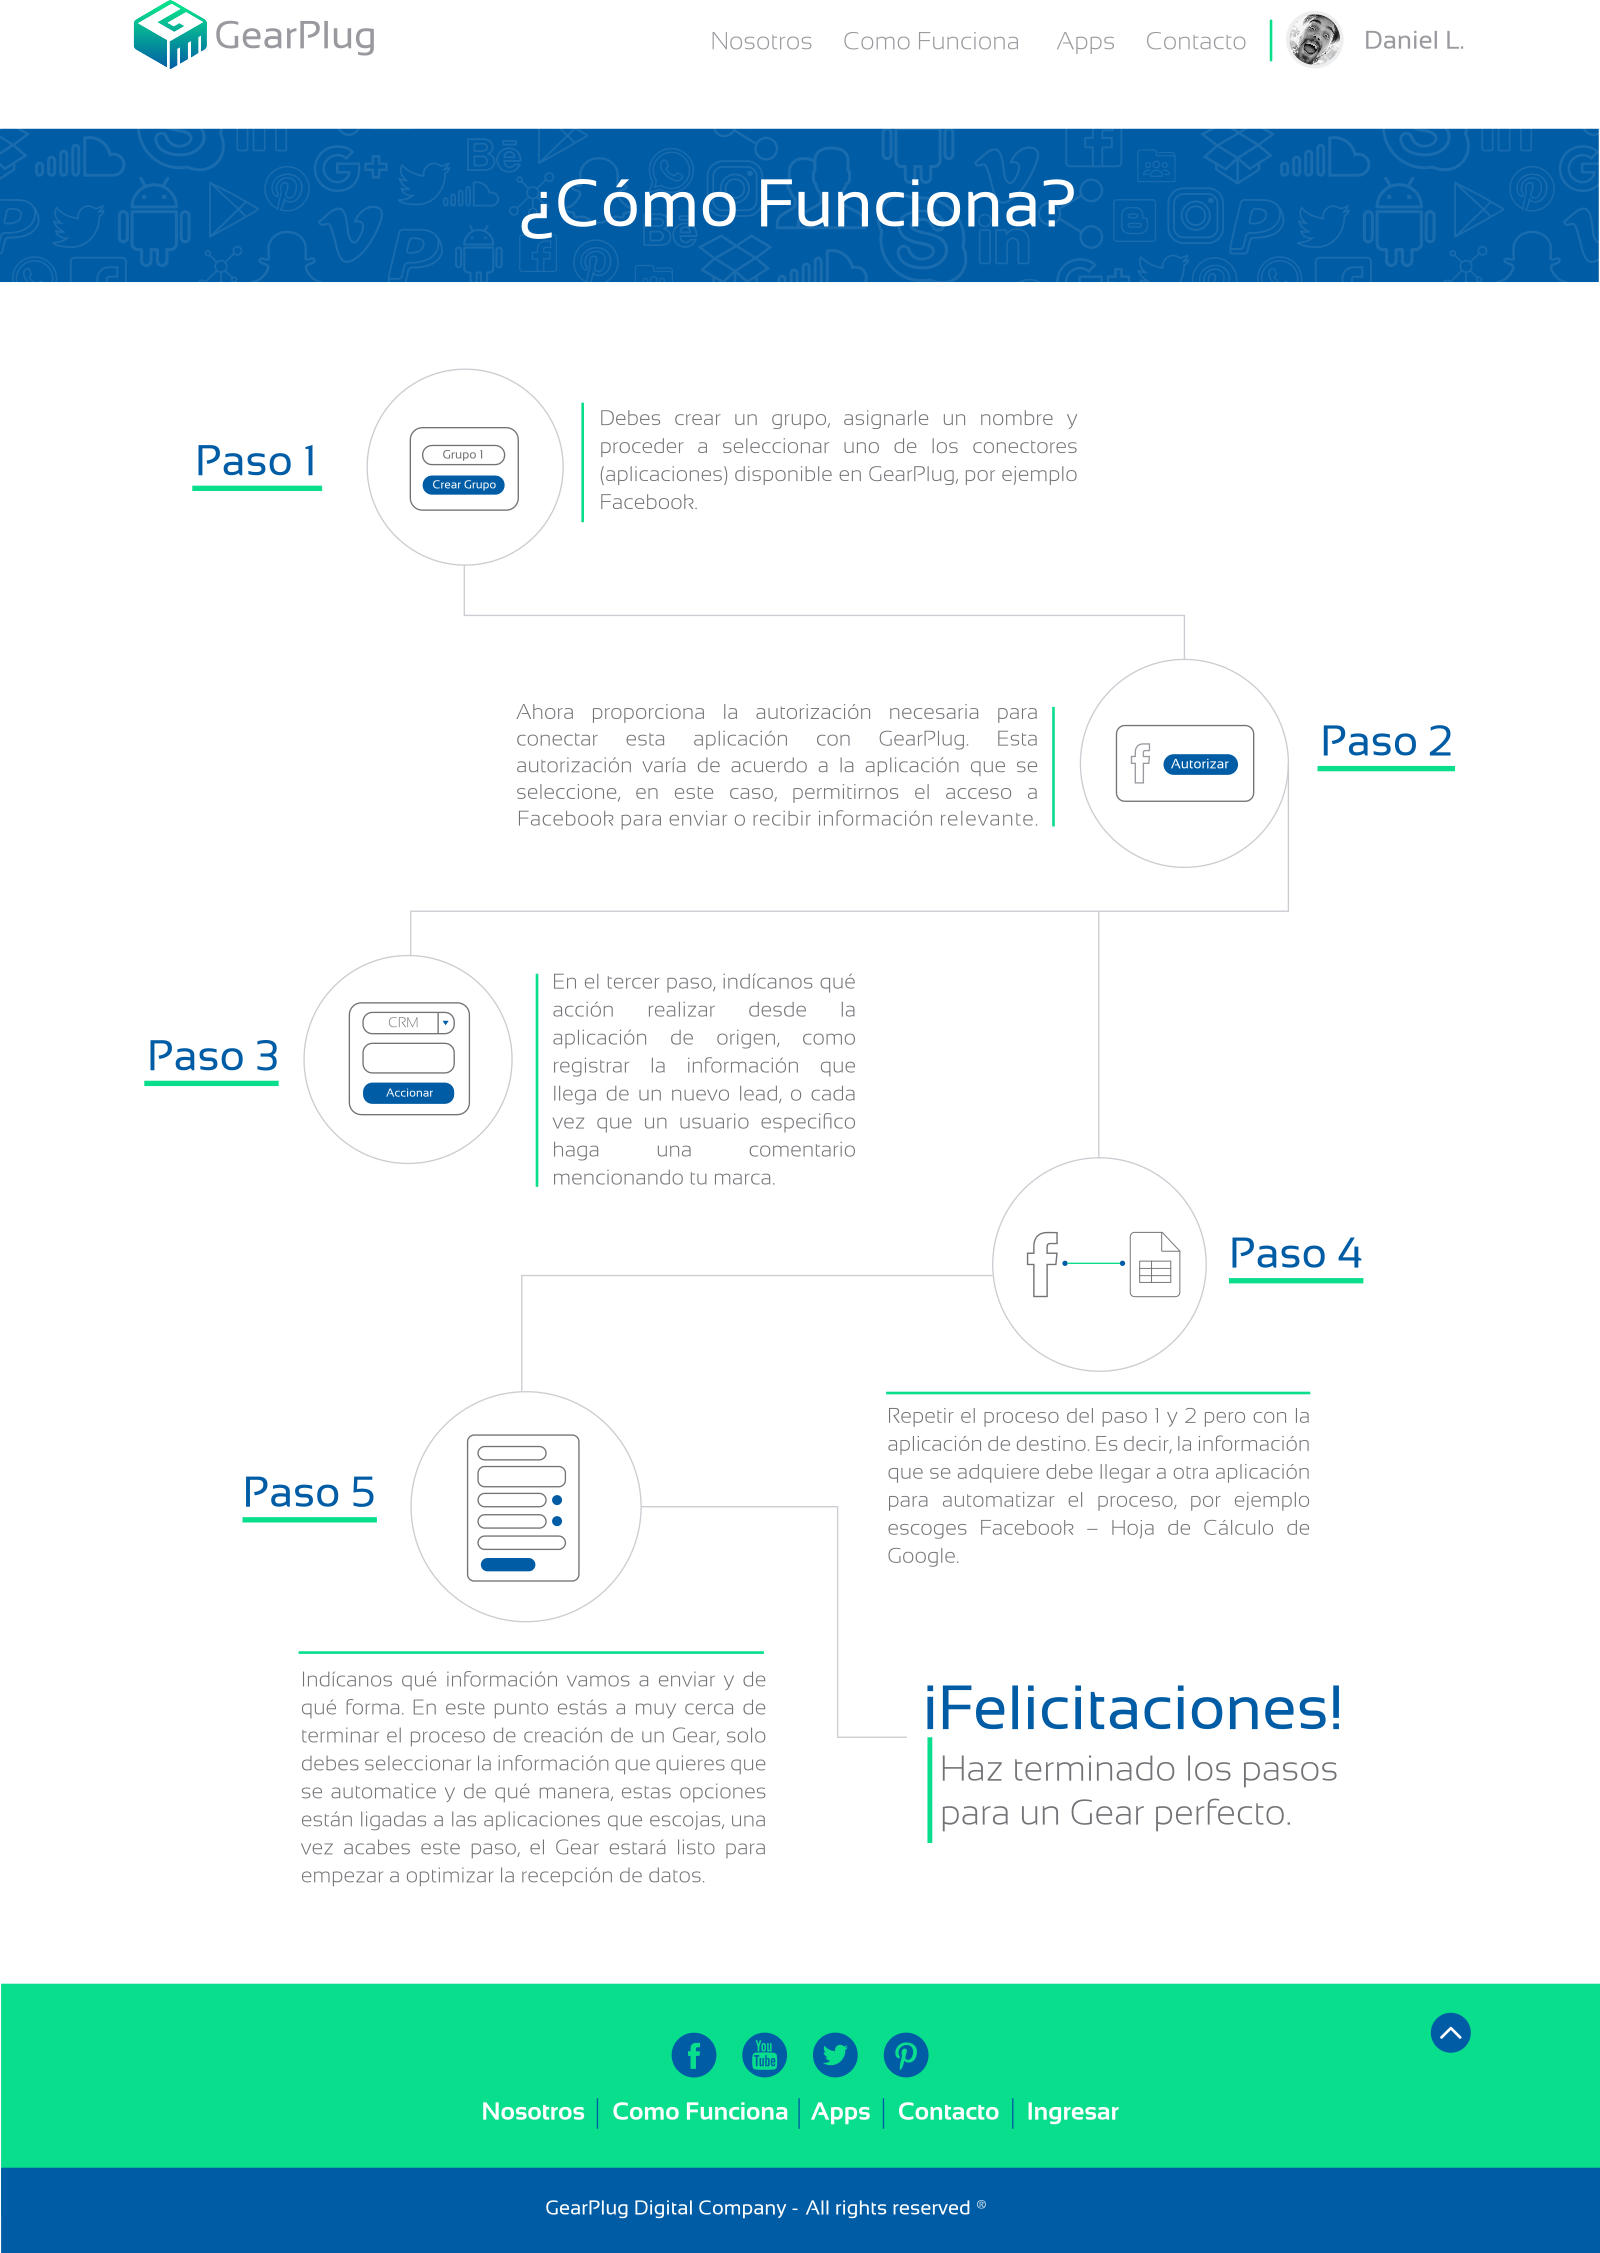 GearPlug
Nosotros Como Funciona Apps Contacto Daniel L.
¿Cómo Funciona?
Paso 1
Grupo 1
Crear Grupo
Debes crear un grupo, asignarle un nombre y
proceder a seleccionar uno de los conectores
(aplicaciones) disponible en GearPlug, por ejemplo
Facebook.
Ahora proporciona la autorización necesaria para
conectar esta aplicación con GearPlug. Esta
autorización varía de acuerdo a la aplicación que se
seleccione, en este caso, permitirnos el acceso a
Facebook para enviar o recibir información relevante.
Autorizar
Paso 2
Paso 3
CRM
Accionar
En el tercer paso, indícanos qué
acción realizar desde la
aplicación de origen, como
registrar la información que
llega de un nuevo lead, o cada
vez que un usuario especifico
haga una comentario
mencionando tu marca.
Paso 4
Repetir el proceso del paso 1 y 2 pero con la
aplicación de destino. Es decir, la información
que se adquiere debe llegar a otra aplicación
para automatizar el proceso, por ejemplo
escoges Facebook – Hoja de Cálculo de
Google.
Paso 5
Indícanos qué información vamos a enviar y de
qué forma. En este punto estás a muy cerca de
terminar el proceso de creación de un Gear, solo
debes seleccionar la información que quieres que
se automatice y de qué manera, estas opciones
están ligadas a las aplicaciones que escojas, una
vez acabes este paso, el Gear estará listo para
empezar a optimizar la recepción de datos.
¡Felicitaciones!
Haz terminado los pasos
para un Gear perfecto.
You
Tube
Nosotros Como Funciona Apps Contacto Ingresar
GearPlug Digital Company - All rights reserved ®